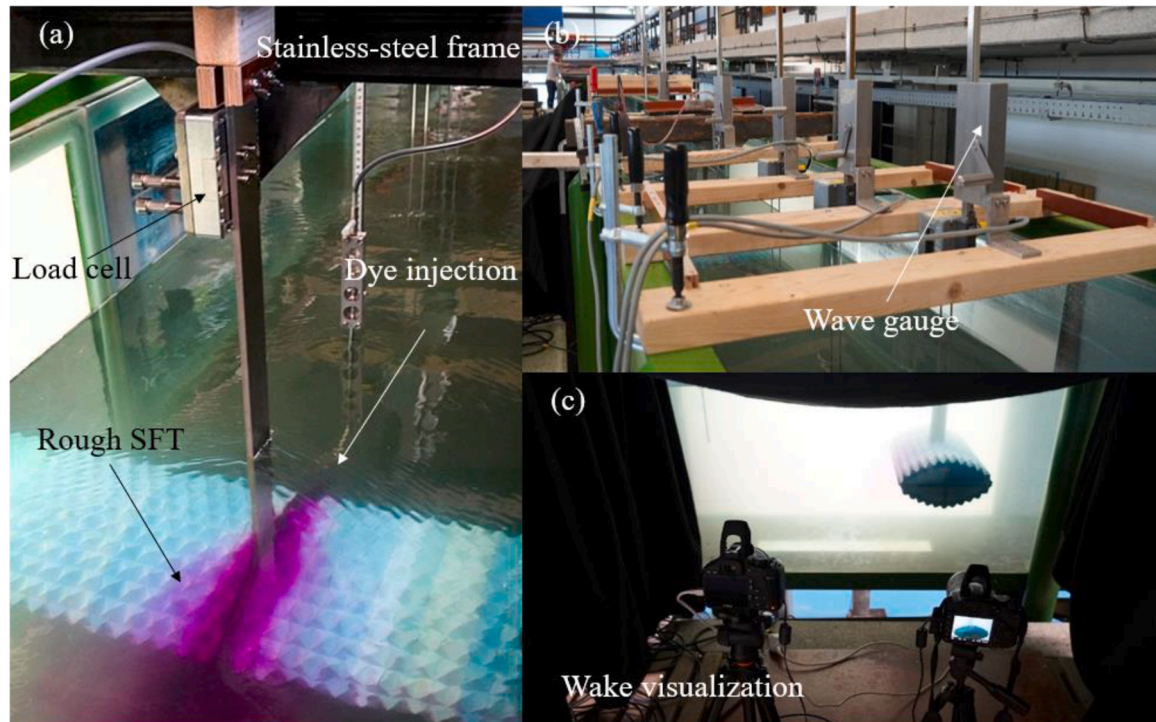 (a)
Stainless-steel frame
Load cell
Dye injection
Rough SFT
(b)
Wave gauge
(c)
Wake visualization